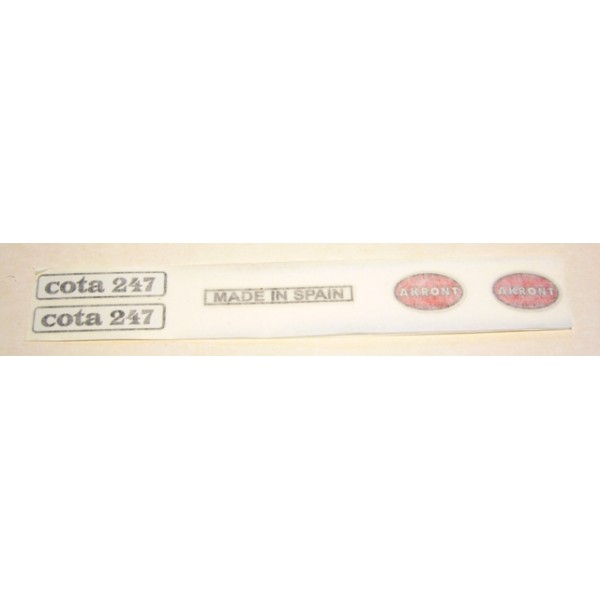 cota 247
cota 247
MADE IN SPAIN
AKRONT
AKRONT